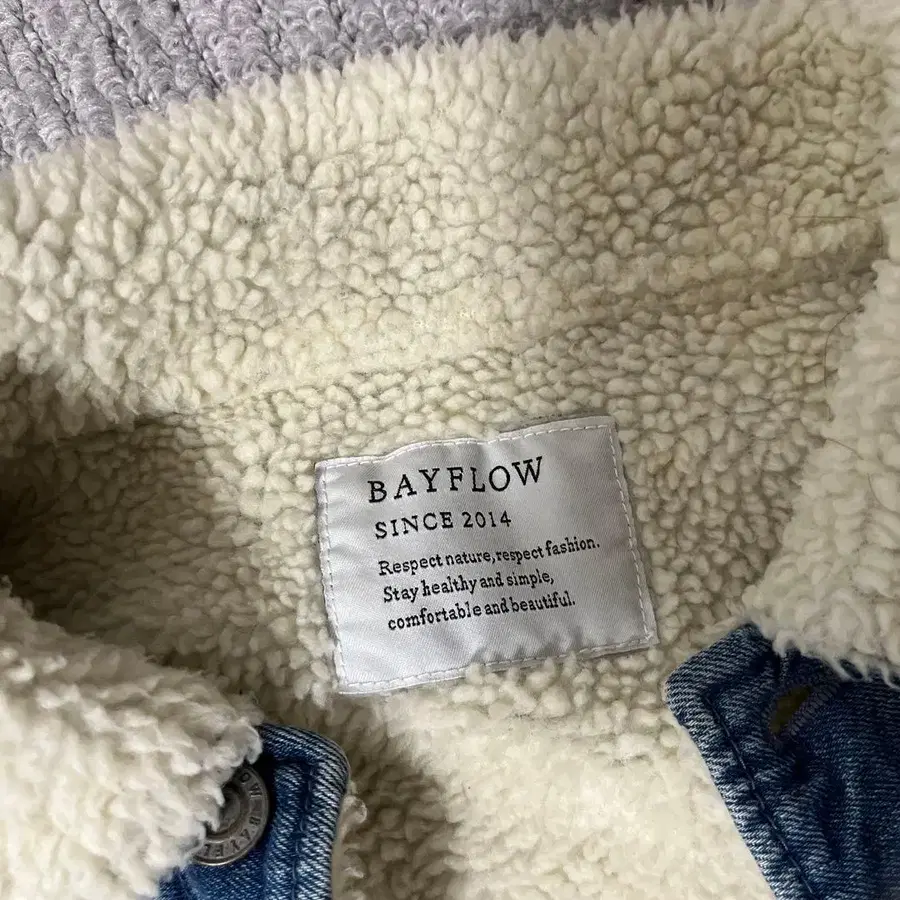 BAYFLOW
SINCE 2014
Respect nature, respect fashion.
Stay healthy and simple,
comfortable and beautiful.